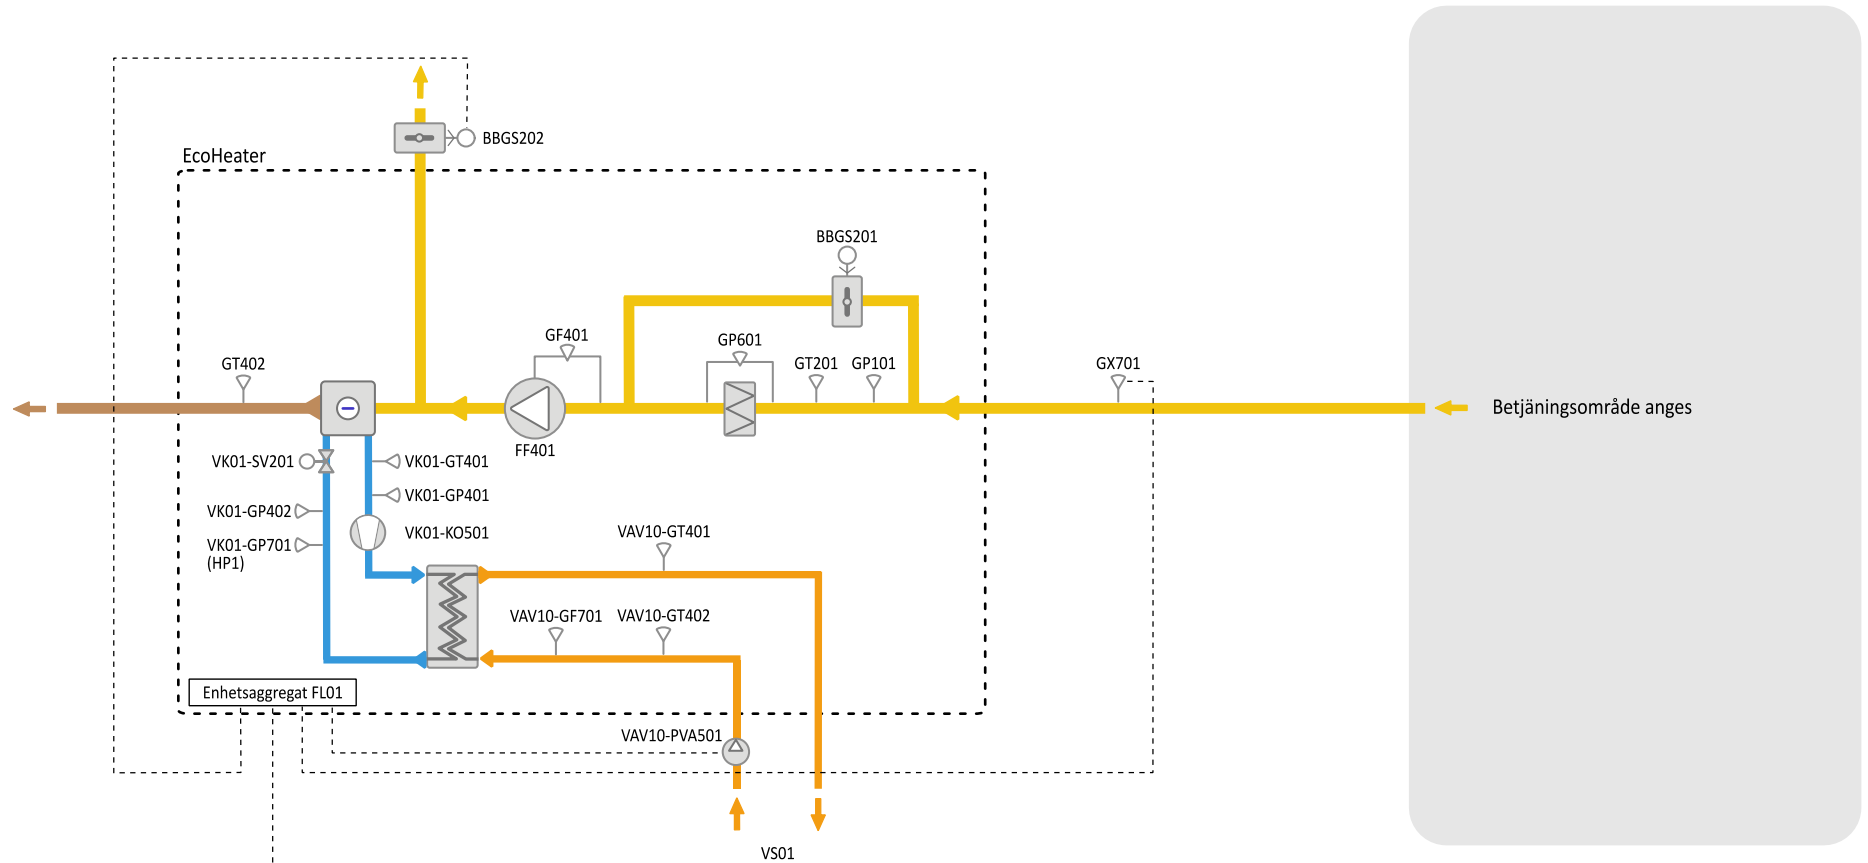 BBGS202
EcoHeater
BBGS201
GF401
GP601
GT402
GT201
GP101
GX701
Betjäningsområde anges
FF401
VK01-SV201
VK01-GT401
VK01-GP401
VK01-GP402
VK01-KO501
VAV10-GT401
VK01-GP701
(HP1)
VAV10-GF701
VAV10-GT402
Enhetsaggregat FL01
VAV10-PVA501
VS01